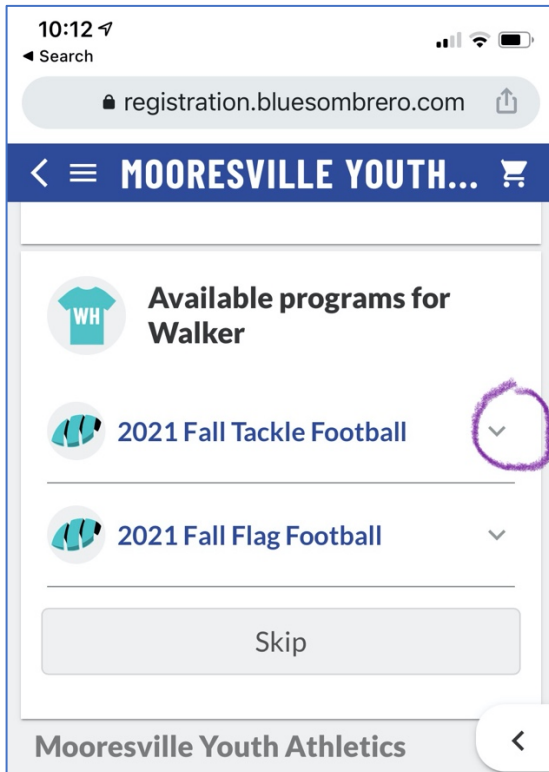 10:12
Search
registration.bluesombrero.com
MOORESVILLE YOUTH...
WH
Available programs for
Walker
2021 Fall Tackle Football
2021 Fall Flag Football
Skip
Mooresville Youth Athletics